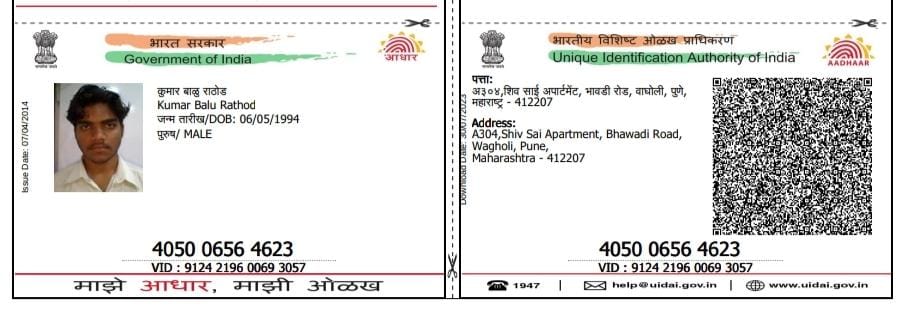 भारत सरकार
Government of India
आधार
Issue Date: 07/04/2014
कुमार बाळु राठोड
Kumar Balu Rathod
जन्म तारीख/DOB: 06/05/1994
पुरुष/ MALE
4050 0656 4623
VID : 9124 2196 0069 3057
माझे आधार, माझी ओळख
भारतीय विशिष्ट ओळख प्राधिकरण
Unique Identification Authority of India
AADHAAR
Download Date:
पत्ता:
अ३०४,शिव साई अपार्टमेंट, भावडी रोड, वाघोली, पुणे,
महाराष्ट्र - 412207
Address:
A304,Shiv Sai Apartment, Bhawadi Road,
Wagholi, Pune,
Maharashtra - 412207
4050 0656 4623
VID : 9124 2196 0069 3057
1947 | help@uidai.gov.in | www.uidai.gov.in